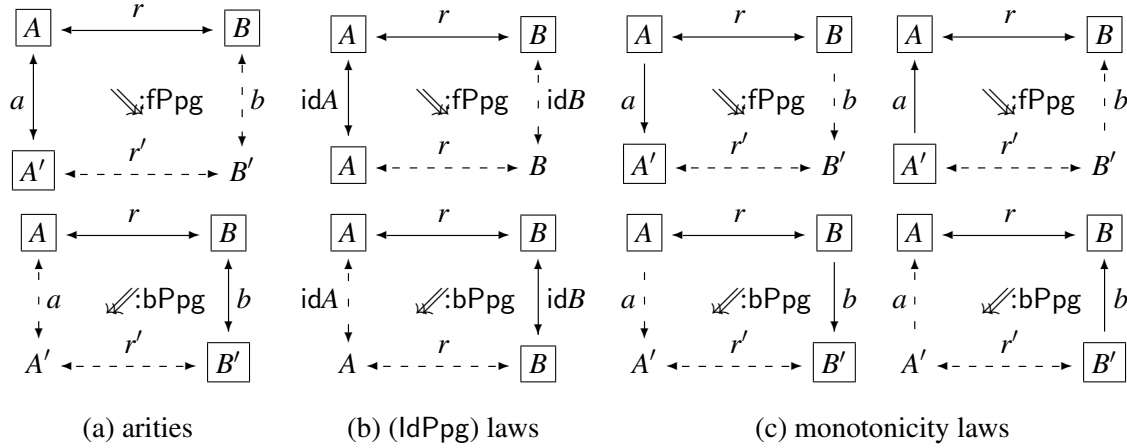 A r B A r B A r B A r B
a :fPpg b idA :fPpg idB a :fPpg b a :fPpg b
A′ r′ B′ A r B A′ r′ B′ A′ r′ B′
A r B A r B A r B A r B
a :bPpg b idA :bPpg idB a :bPpg b a :bPpg b
A′ r′ B′ A r B A′ r′ B′ A′ r′ B′
(a) arities (b) (IdPpg) laws (c) monotonicity laws